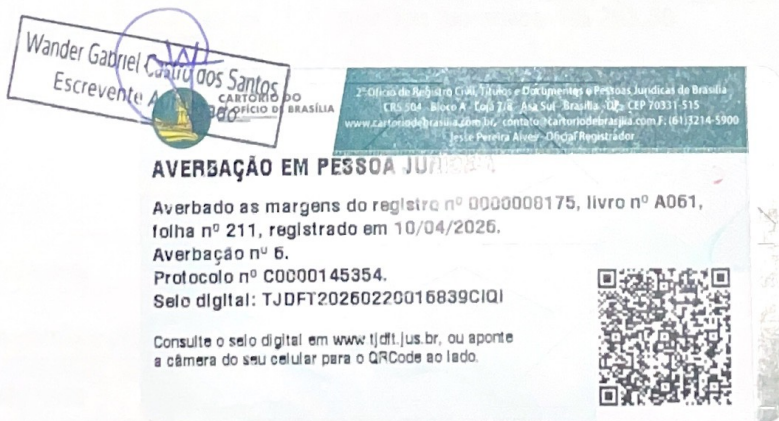 Wander Gabriel Castro dos Santos
Escrevente A
CARTÓRIO DO
2º OFÍCIO DE BRASÍLIA
2º Ofício de Registro Civil, Títulos e Documentos e Pessoas Jurídicas de Brasília
CRS 504 Bloco A Loja 7/8 Asa Sul Brasília DF CEP 70331-515
www.cartoriodebrasilia.com.br, contato@cartoriodebrasilia.com F: (61)3214-5900
Jesse Pereira Alves - Oficial Registrador
AVERBAÇÃO EM PESSOA JURÍDICA
Averbado as margens do registro nº 0000008175, livro nº A061,
folha nº 211, registrado em 10/04/2026.
Averbação nº 6.
Protocolo nº C0000145354.
Selo digital: TJDFT20260220016839CIQI
Consulte o selo digital em www.tjdft.jus.br, ou aponte
a câmera do seu celular para o QRCode ao lado.